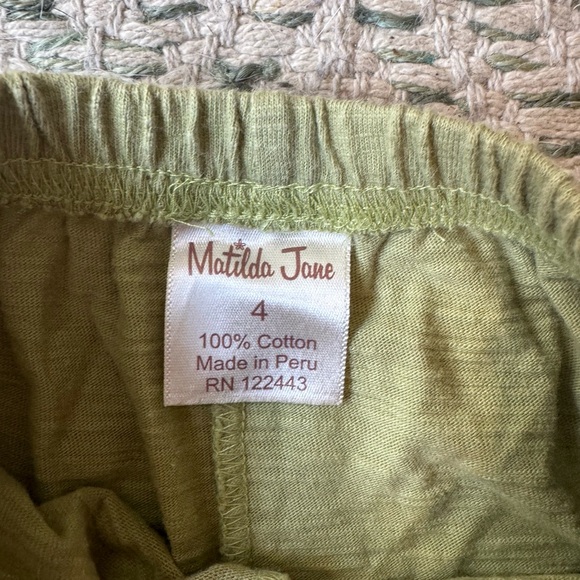 Matilda Jane
4
100% Cotton
Made in Peru
RN 122443